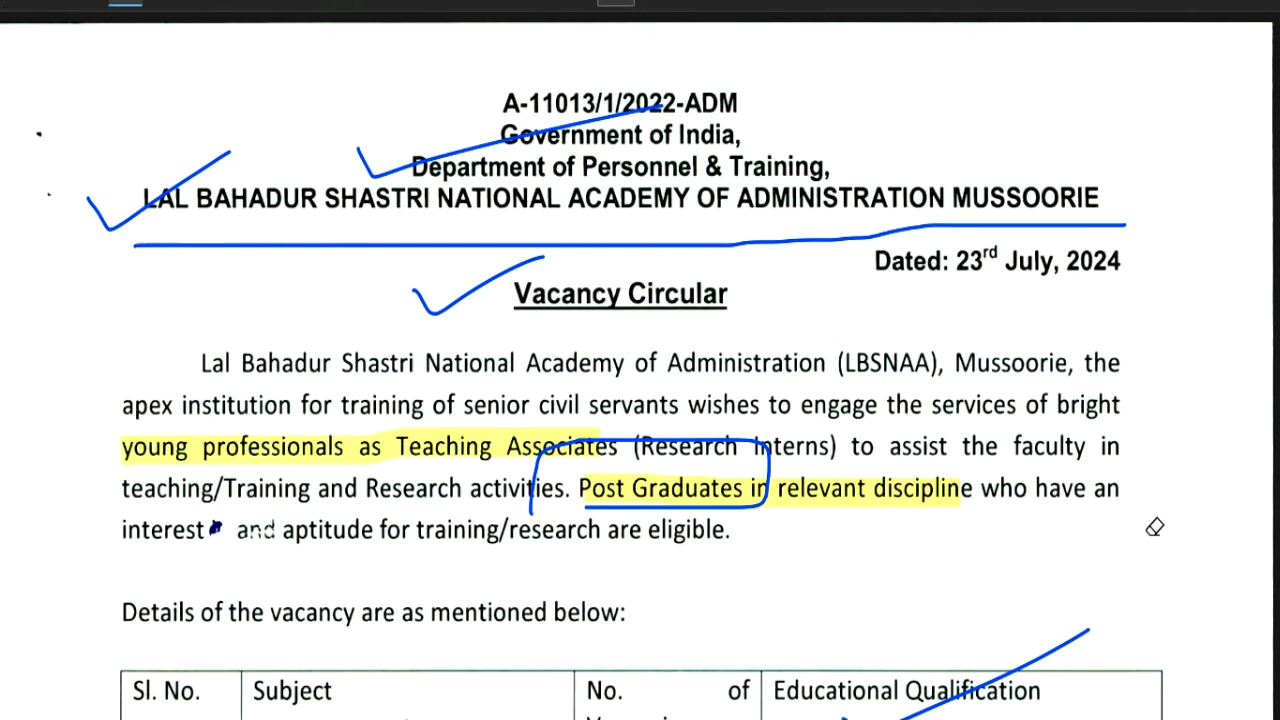 A-11013/1/2022-ADM
Government of India,
Department of Personnel & Training,
LAL BAHADUR SHASTRI NATIONAL ACADEMY OF ADMINISTRATION MUSSOORIE
Dated: 23rd July, 2024
Vacancy Circular
Lal Bahadur Shastri National Academy of Administration (LBSNAA), Mussoorie, the
apex institution for training of senior civil servants wishes to engage the services of bright
young professionals as Teaching Associates (Research Interns) to assist the faculty in
teaching/Training and Research activities. Post Graduates in relevant discipline who have an
interest and aptitude for training/research are eligible.
Details of the vacancy are as mentioned below:
Sl. No. Subject No. of Educational Qualification